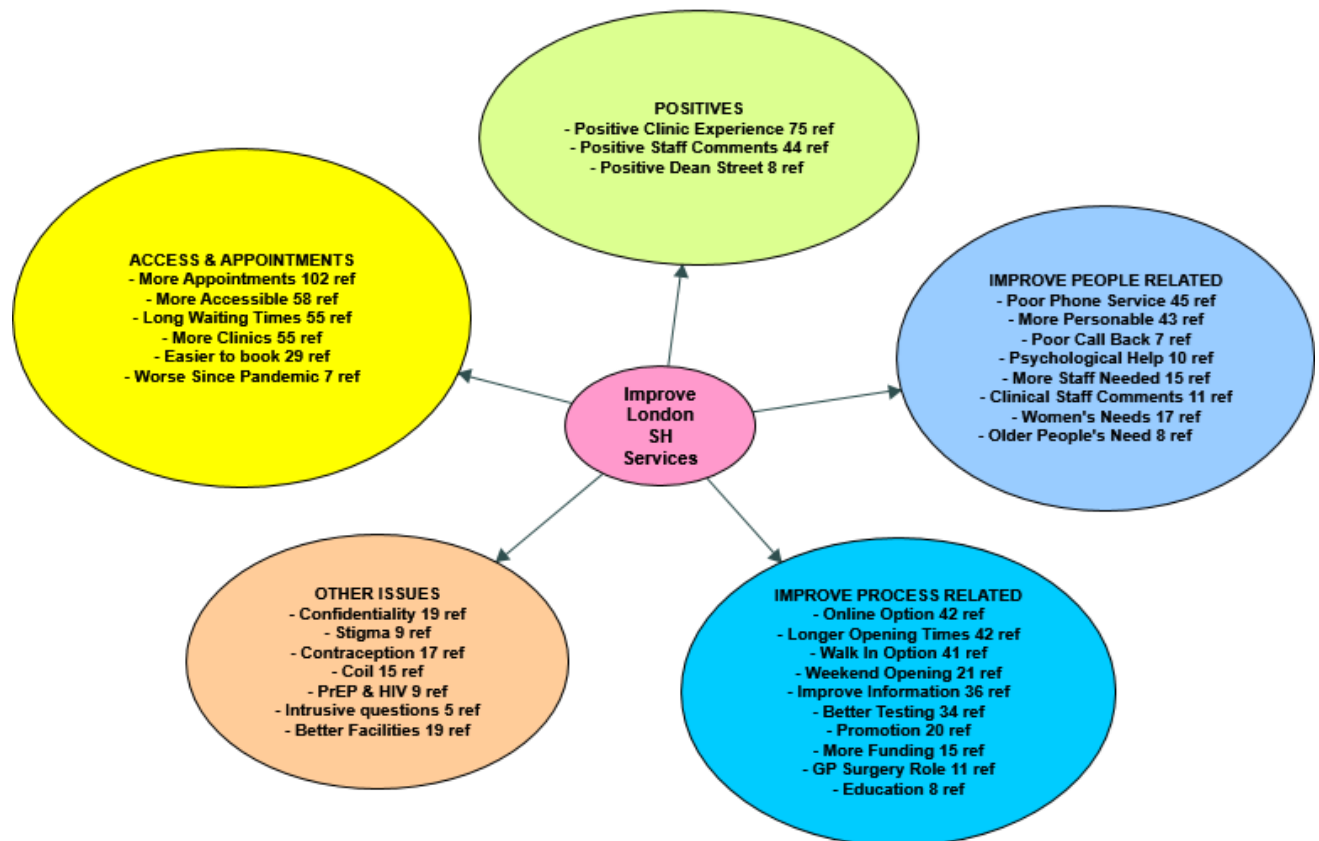 POSITIVES
- Positive Clinic Experience 75 ref
- Positive Staff Comments 44 ref
- Positive Dean Street 8 ref
ACCESS & APPOINTMENTS
- More Appointments 102 ref
- More Accessible 58 ref
- Long Waiting Times 55 ref
- More Clinics 55 ref
- Easier to book 29 ref
- Worse Since Pandemic 7 ref
IMPROVE PEOPLE RELATED
- Poor Phone Service 45 ref
- More Personable 43 ref
- Poor Call Back 7 ref
- Psychological Help 10 ref
- More Staff Needed 15 ref
- Clinical Staff Comments 11 ref
- Women's Needs 17 ref
- Older People's Need 8 ref
Improve
London
SH
Services
OTHER ISSUES
- Confidentiality 19 ref
- Stigma 9 ref
- Contraception 17 ref
- Coil 15 ref
- PrEP & HIV 9 ref
- Intrusive questions 5 ref
- Better Facilities 19 ref
IMPROVE PROCESS RELATED
- Online Option 42 ref
- Longer Opening Times 42 ref
- Walk In Option 41 ref
- Weekend Opening 21 ref
- Improve Information 36 ref
- Better Testing 34 ref
- Promotion 20 ref
- More Funding 15 ref
- GP Surgery Role 11 ref
- Education 8 ref